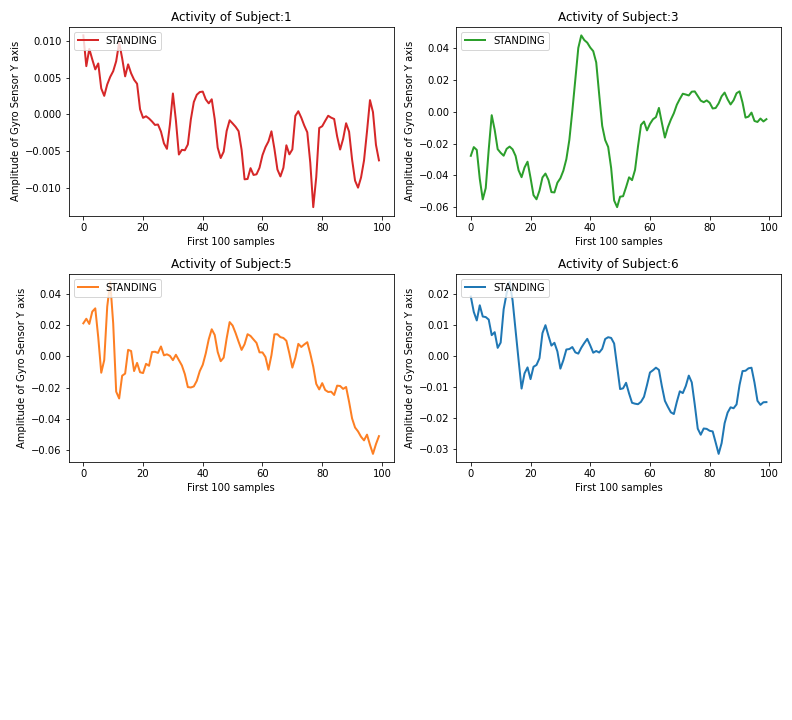 Activity of Subject:1
STANDING
0.010
0.005
0.000
−0.005
−0.010
Amplitude of Gyro Sensor Y axis
0 20 40 60 80 100
First 100 samples
Activity of Subject:3
STANDING
0.04
0.02
0.00
−0.02
−0.04
−0.06
Amplitude of Gyro Sensor Y axis
0 20 40 60 80 100
First 100 samples
Activity of Subject:5
STANDING
0.04
0.02
0.00
−0.02
−0.04
−0.06
Amplitude of Gyro Sensor Y axis
0 20 40 60 80 100
First 100 samples
Activity of Subject:6
STANDING
0.02
0.01
0.00
−0.01
−0.02
−0.03
Amplitude of Gyro Sensor Y axis
0 20 40 60 80 100
First 100 samples